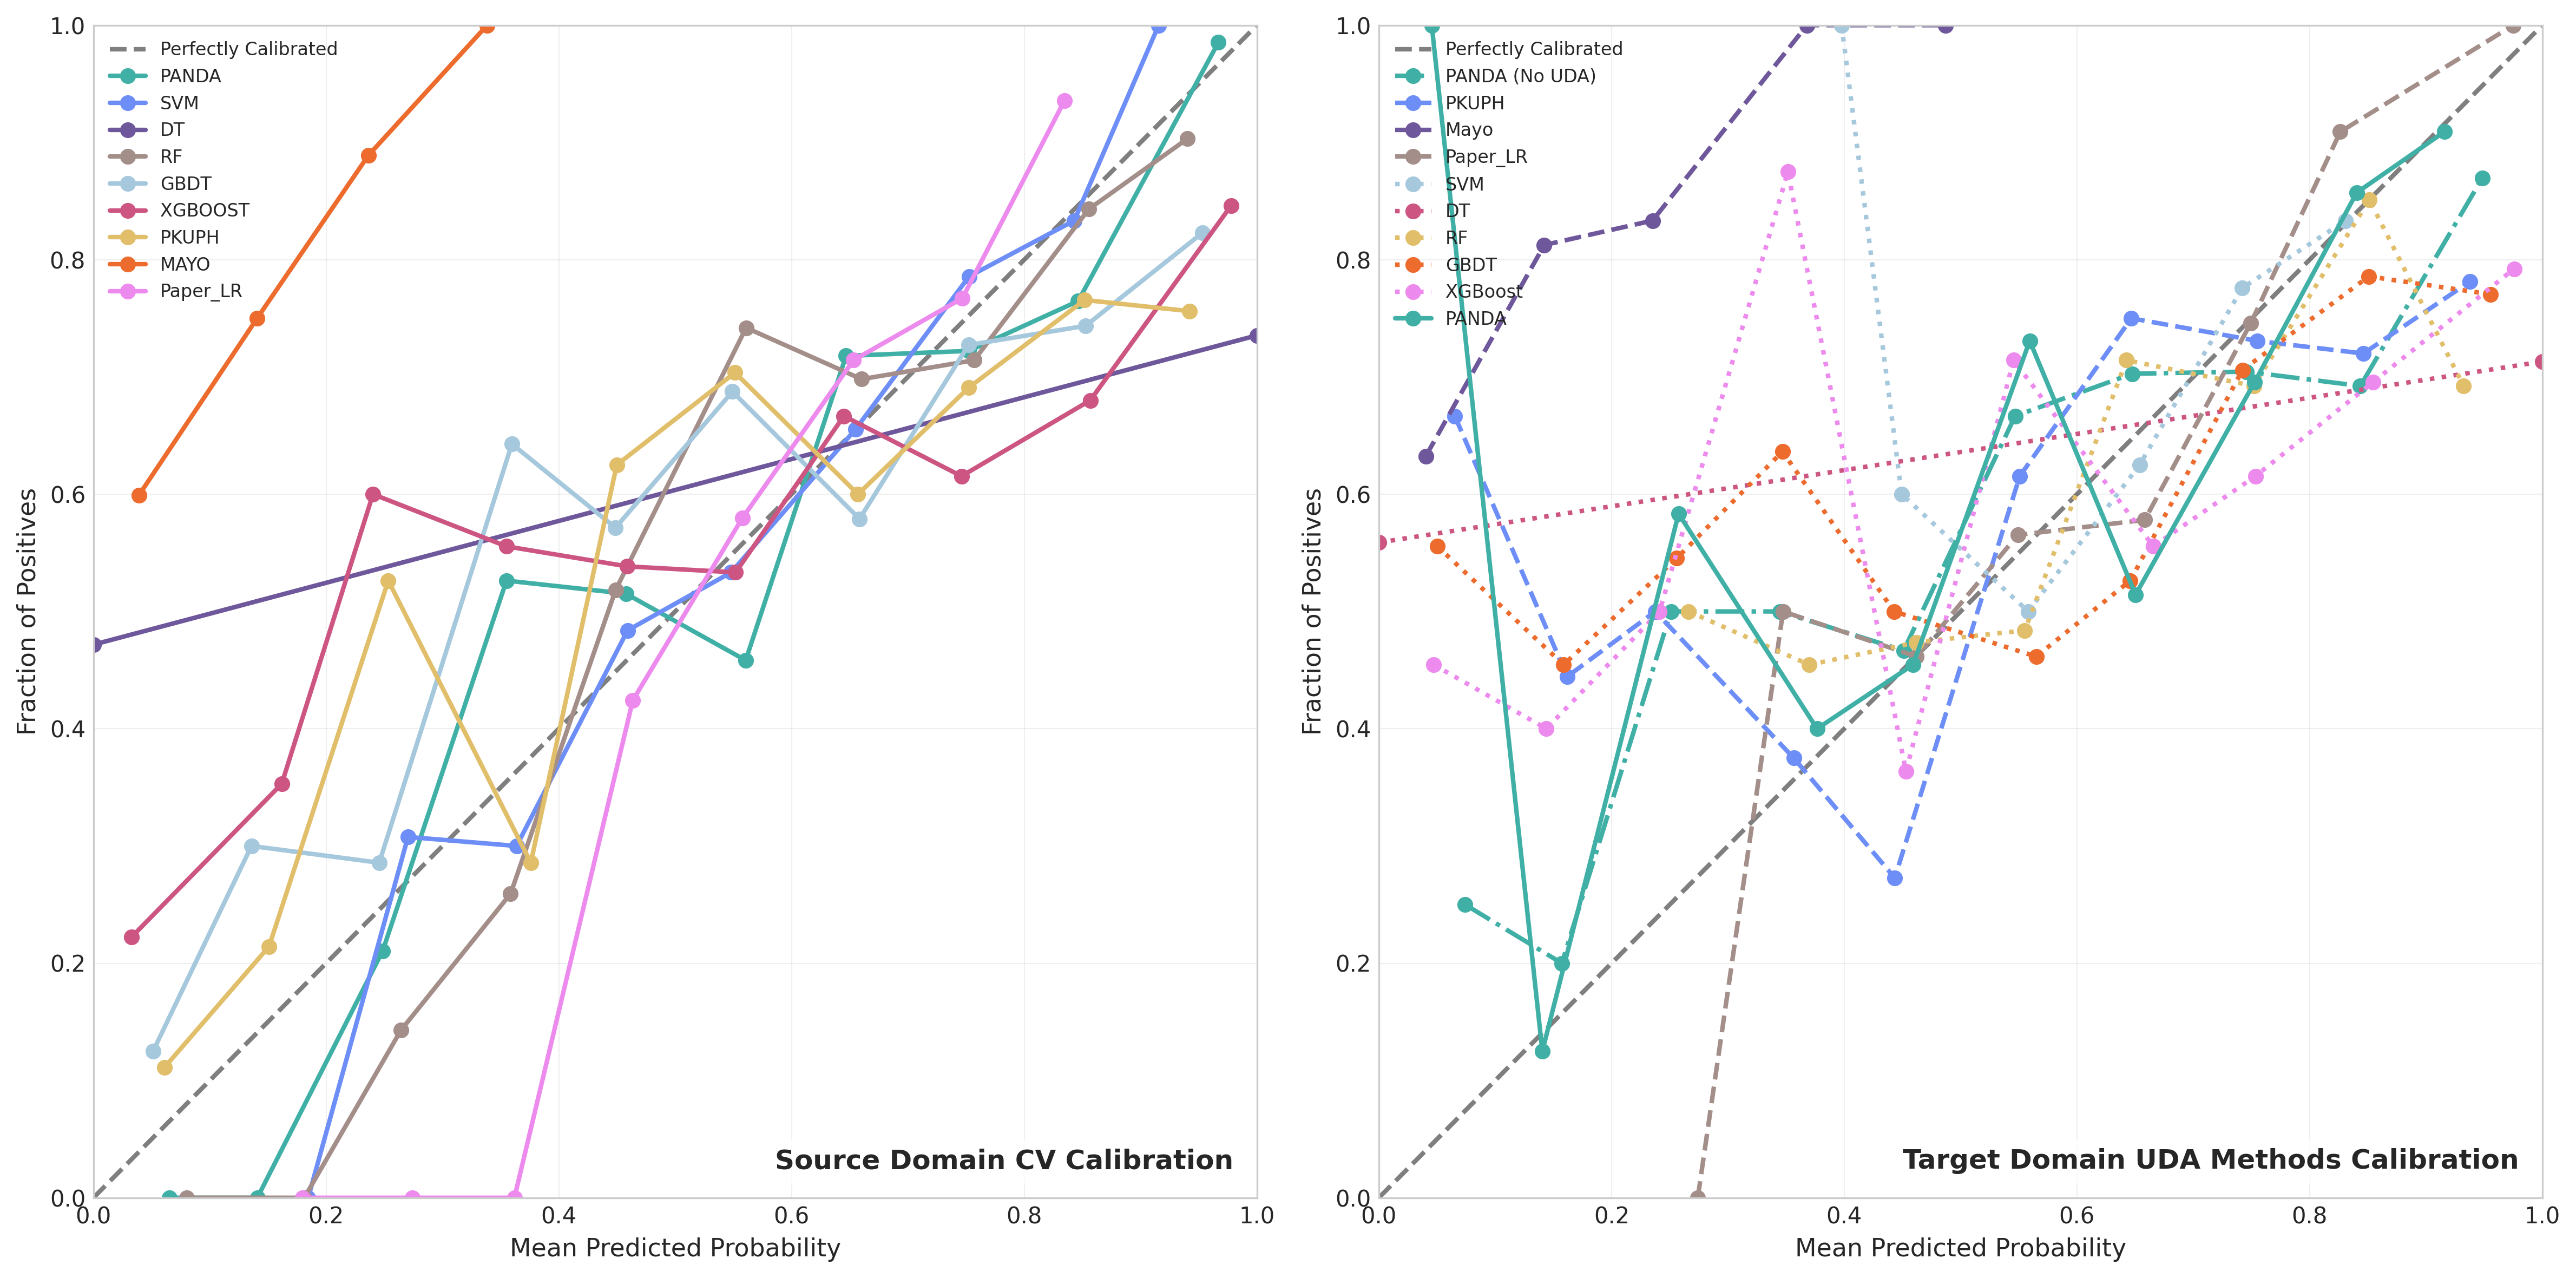 Perfectly Calibrated
PANDA
SVM
DT
RF
GBDT
XGBOOST
PKUPH
MAYO
Paper_LR
1.0
0.8
0.6
0.4
0.2
0.0
Fraction of Positives
Source Domain CV Calibration
0.0 0.2 0.4 0.6 0.8 1.0
Mean Predicted Probability
Perfectly Calibrated
PANDA (No UDA)
PKUPH
Mayo
Paper_LR
SVM
DT
RF
GBDT
XGBoost
PANDA
1.0
0.8
0.6
0.4
0.2
0.0
Fraction of Positives
Target Domain UDA Methods Calibration
0.0 0.2 0.4 0.6 0.8 1.0
Mean Predicted Probability